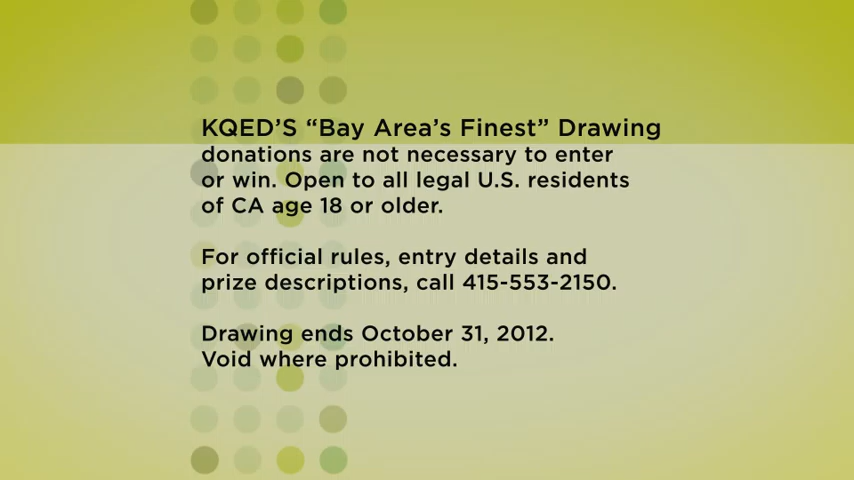 KQED'S “Bay Area's Finest” Drawing
donations are not necessary to enter
or win. Open to all legal U.S. residents
of CA age 18 or older.
For official rules, entry details and
prize descriptions, call 415-553-2150.
Drawing ends October 31, 2012.
Void where prohibited.